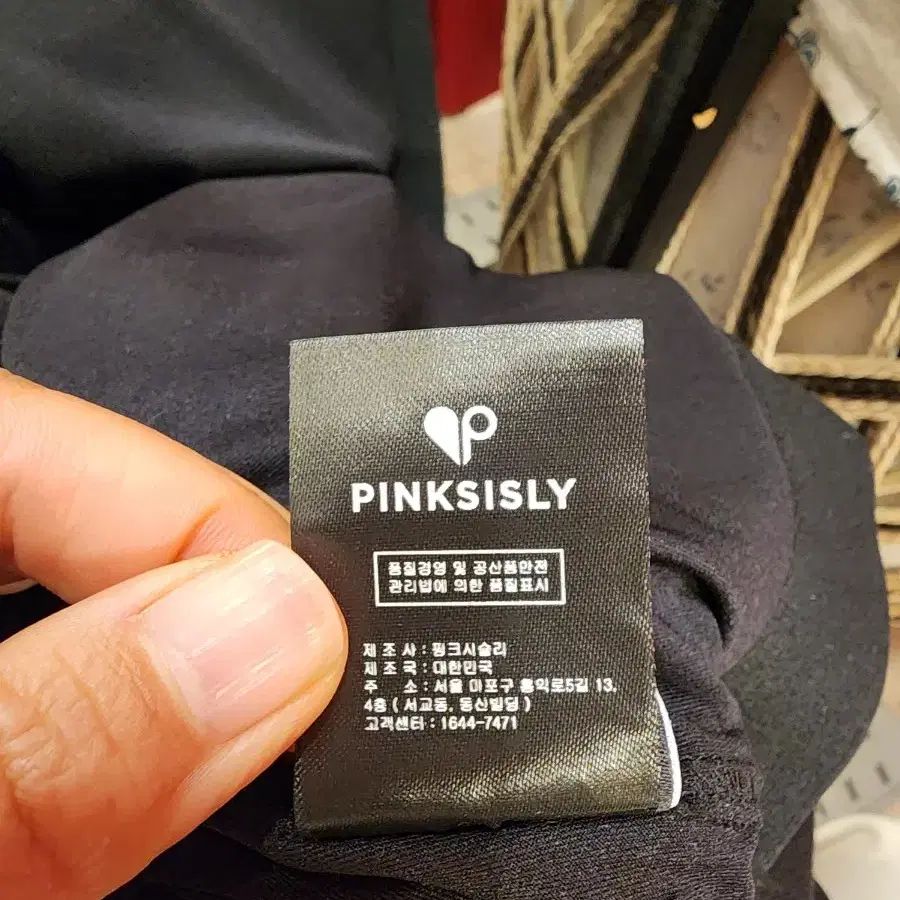 PINKSISLY
품질경영 및 공산품안전
관리법에 의한 품질표시
제 조 사 : 핑크시슬리
제 조 국 : 대한민국
주 소 : 서울 마포구 홍익로5길 13,
4층 ( 서교동, 동신빌딩 )
고객센터 : 1644-7471